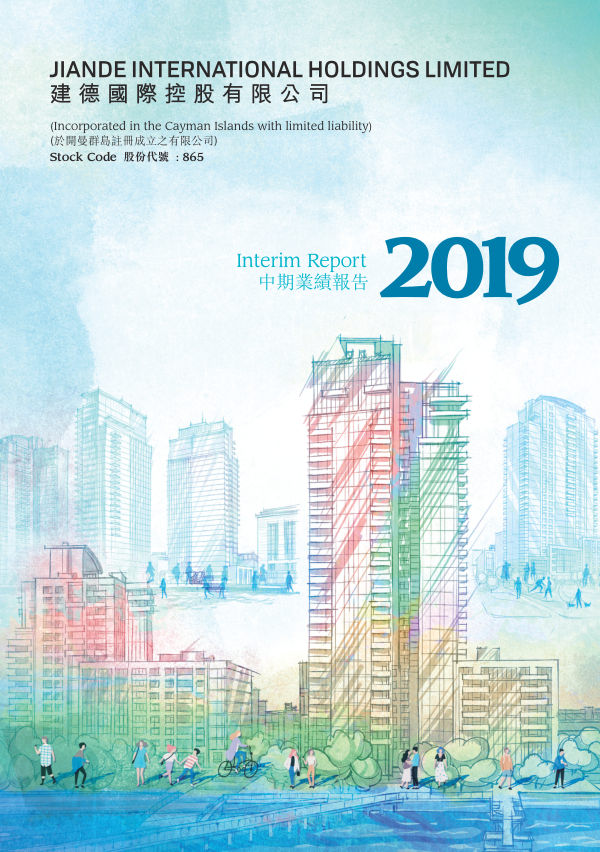 JIANDE INTERNATIONAL HOLDINGS LIMITED
建德國際控股有限公司
(Incorporated in the Cayman Islands with limited liability)
(於開曼群島註冊成立之有限公司)
Stock Code 股份代號 : 865
Interim Report 2019
中期業績報告